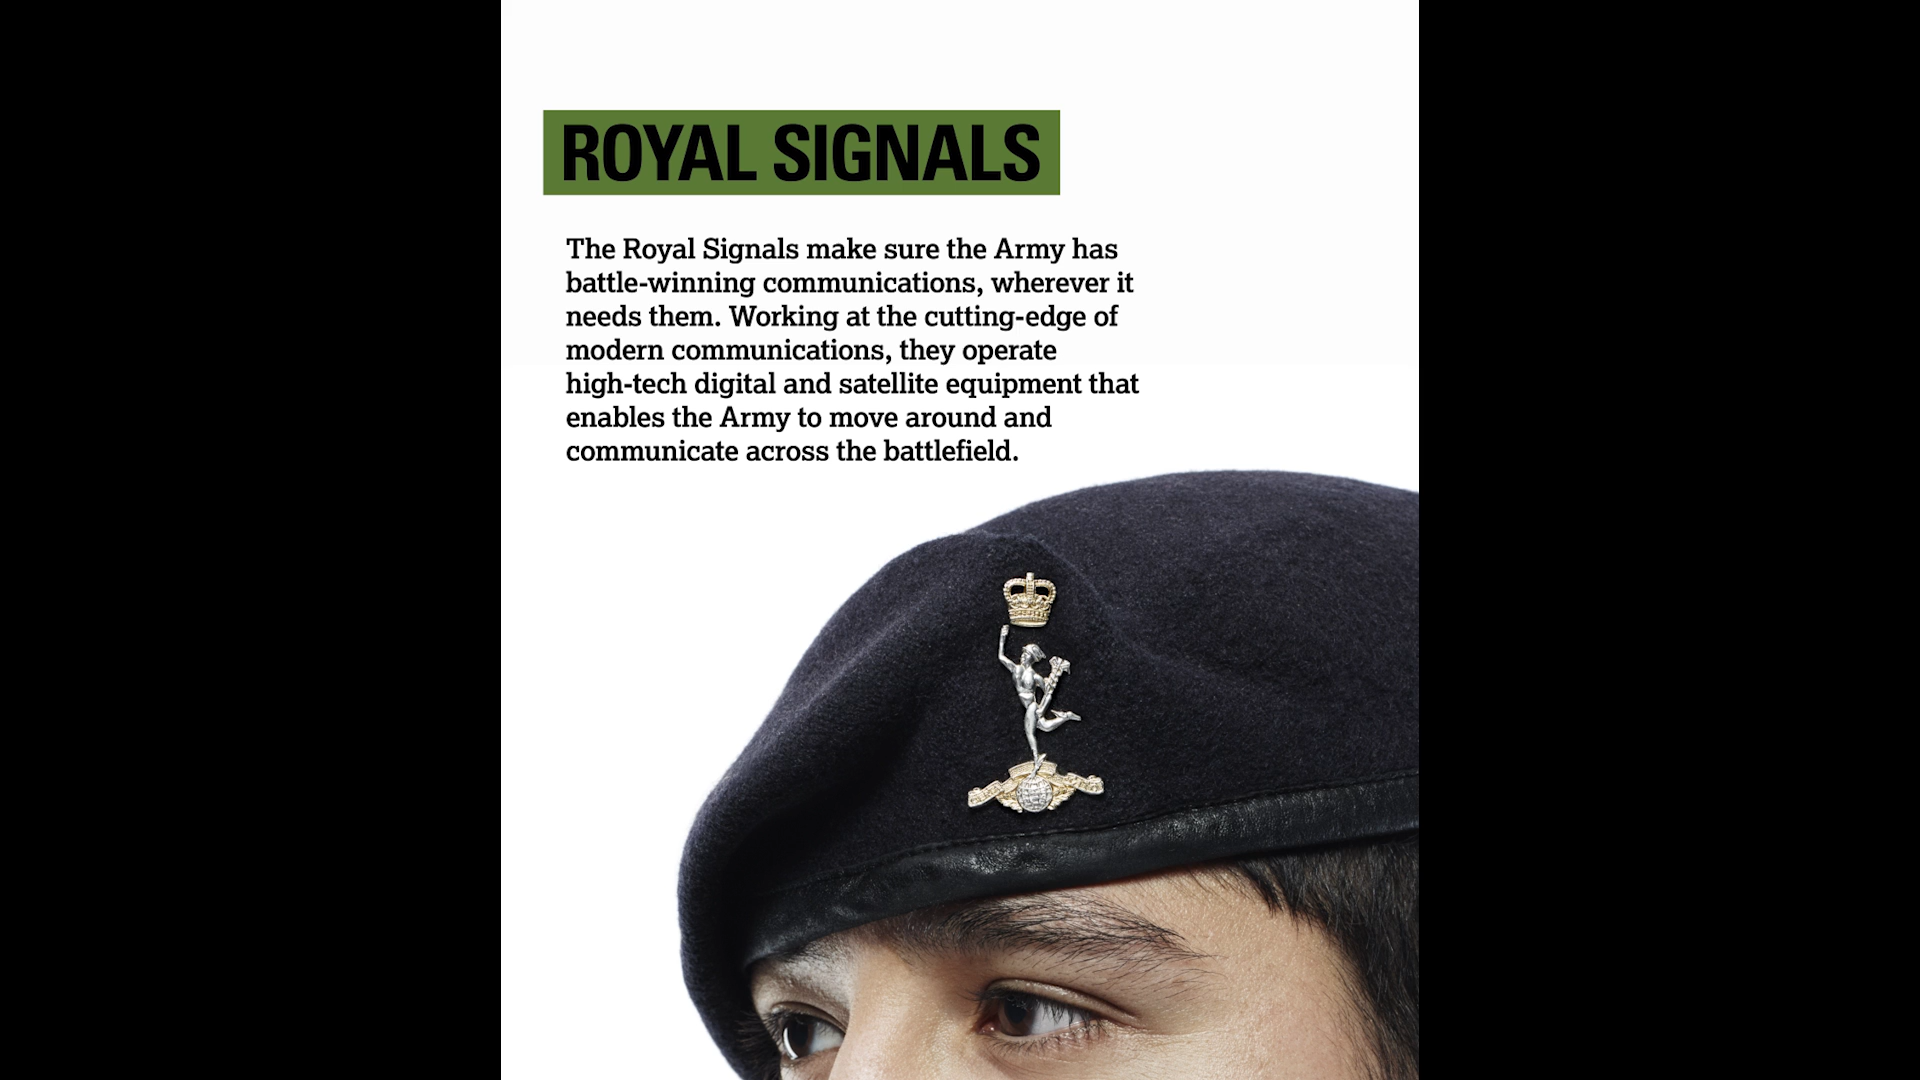 ROYAL SIGNALS
The Royal Signals make sure the Army has
battle-winning communications, wherever it
needs them. Working at the cutting-edge of
modern communications, they operate
high-tech digital and satellite equipment that
enables the Army to move around and
communicate across the battlefield.